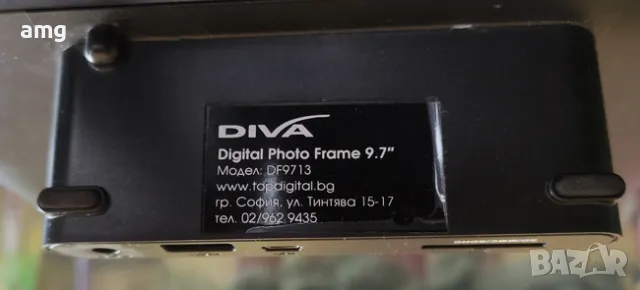 amg
DIVA
Digital Photo Frame 9.7"
Модел: DF9713
www.topdigital.bg
гр. София, ул. Тинтява 15-17
тел. 02/962 9435
BAZAR